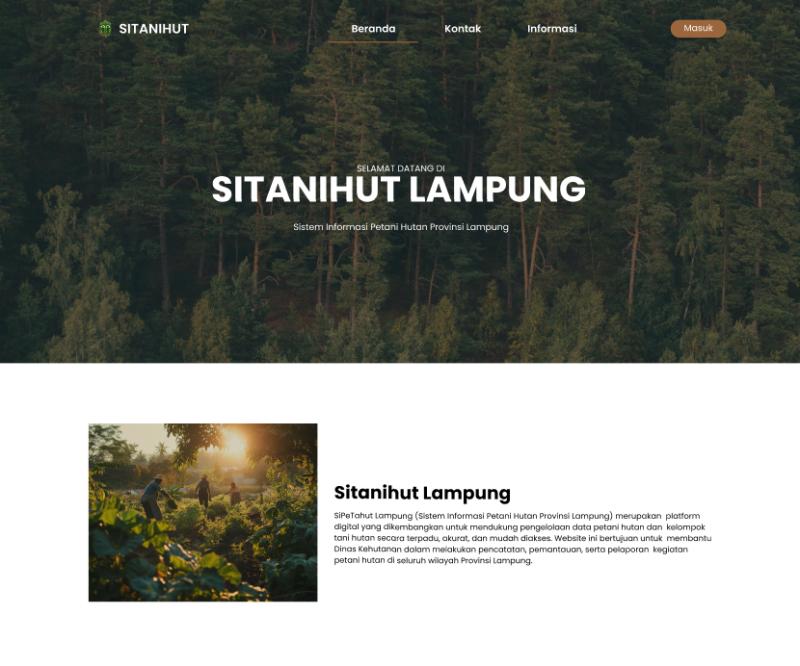 SITANIHUT
Beranda
Kontak
Informasi
Masuk
SELAMAT DATANG DI
SITANIHUT LAMPUNG
Sistem Informasi Petani Hutan Provinsi Lampung
Sitanihut Lampung
SiPeTahut Lampung (Sistem Informasi Petani Hutan Provinsi Lampung) merupakan platform
digital yang dikembangkan untuk mendukung pengelolaan data petani hutan dan kelompok
tani hutan secara terpadu, akurat, dan mudah diakses. Website ini bertujuan untuk membantu
Dinas Kehutanan dalam melakukan pencatatan, pemantauan, serta pelaporan kegiatan
petani hutan di seluruh wilayah Provinsi Lampung.